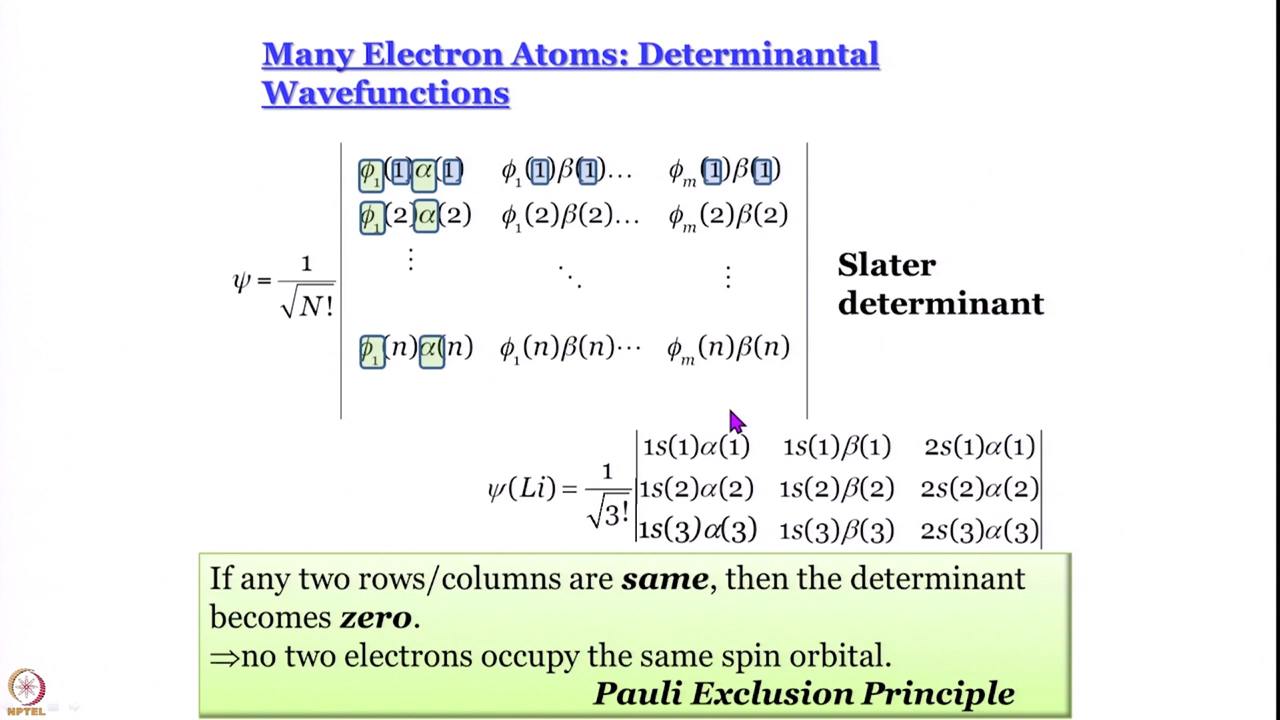 Many Electron Atoms: Determinantal
Wavefunctions
ϕ₁(1)α(1) ϕ₁(1)β(1)… ϕₘ(1)β(1)
ϕ₁(2)α(2) ϕ₁(2)β(2)… ϕₘ(2)β(2)
⋮ ⋱ ⋮
ψ = 1/√N!
ϕ₁(n)α(n) ϕ₁(n)β(n)⋯ ϕₘ(n)β(n)
Slater
determinant
1s(1)α(1) 1s(1)β(1) 2s(1)α(1)
ψ(Li) = 1/√3! 1s(2)α(2) 1s(2)β(2) 2s(2)α(2)
1s(3)α(3) 1s(3)β(3) 2s(3)α(3)
If any two rows/columns are same, then the determinant
becomes zero.
⇒no two electrons occupy the same spin orbital.
Pauli Exclusion Principle
NPTEL